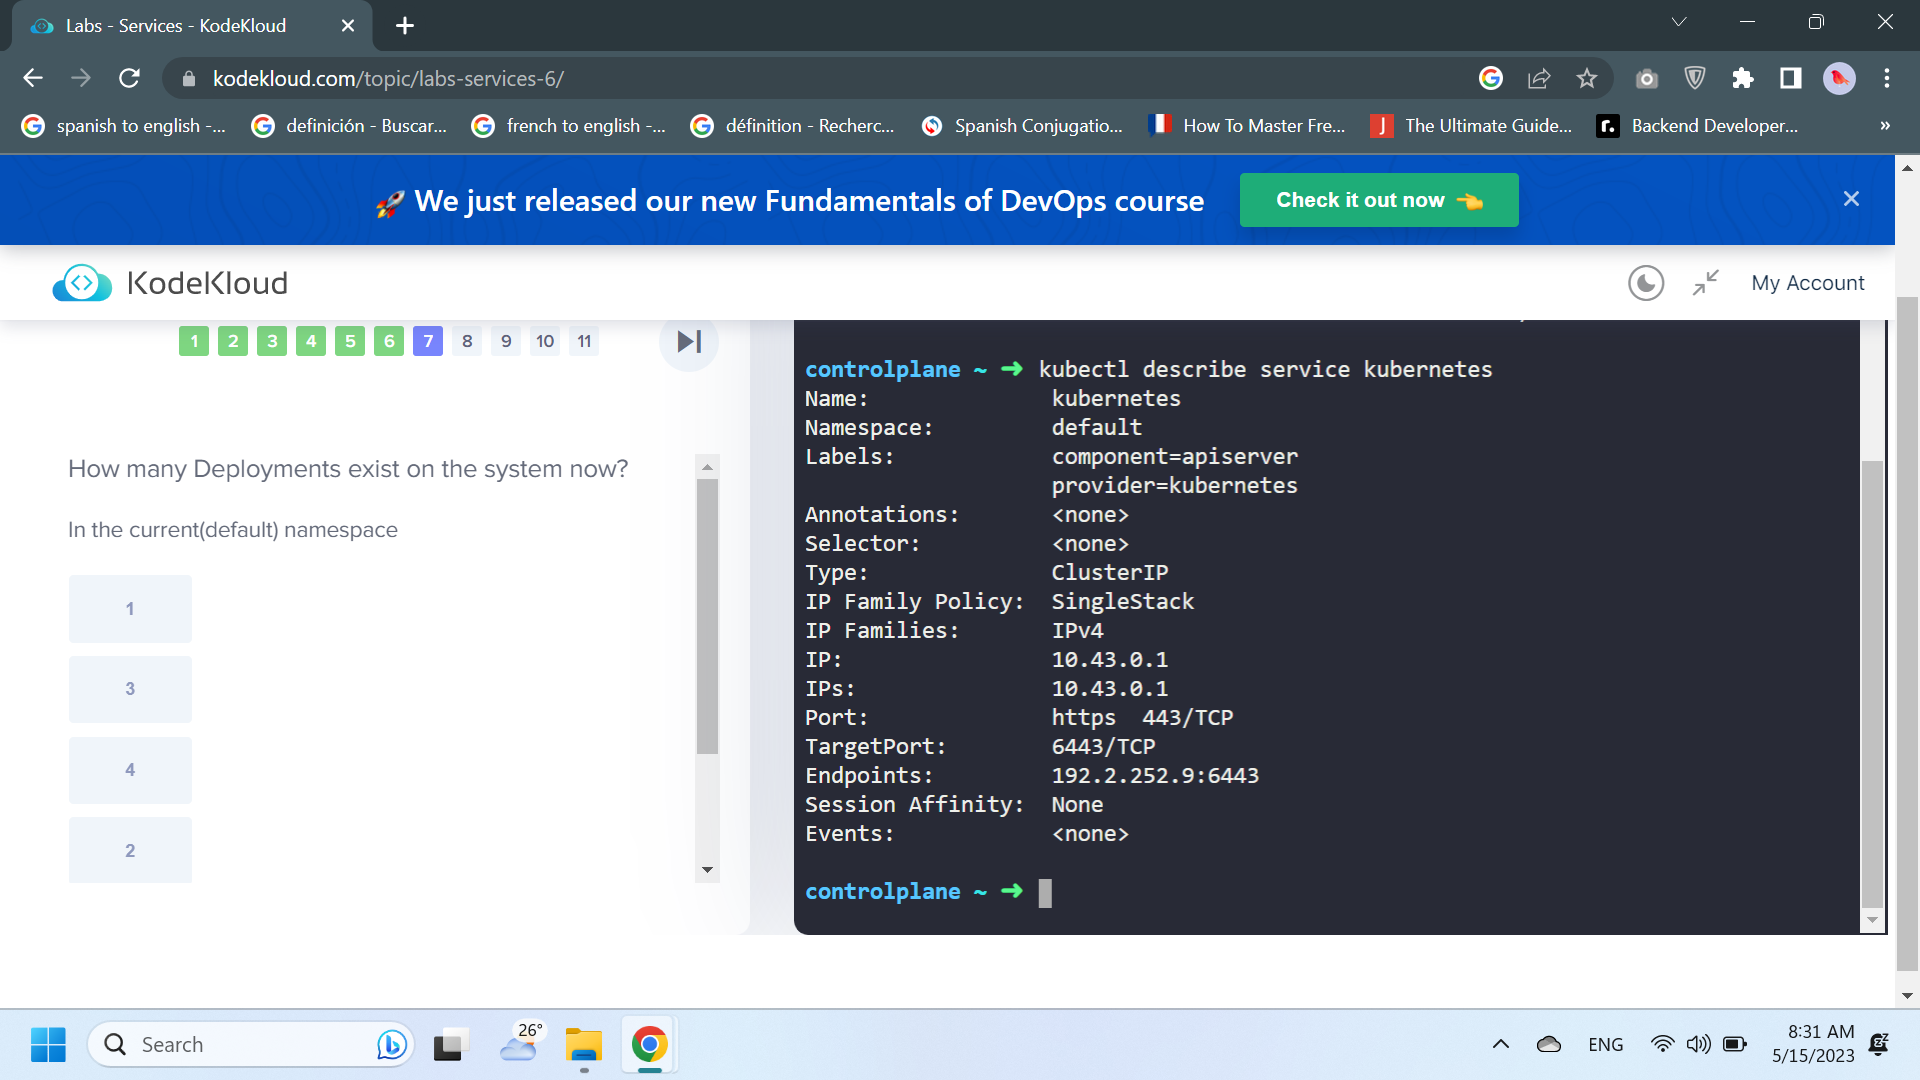 Labs - Services - KodeKloud
kodekloud.com/topic/labs-services-6/
spanish to english -... definición - Buscar... french to english -... définition - Recherc... Spanish Conjugatio... How To Master Fre... J The Ultimate Guide... r. Backend Developer... »
🚀 We just released our new Fundamentals of DevOps course
Check it out now 👈
KodeKloud
My Account
1 2 3 4 5 6 7 8 9 10 11
How many Deployments exist on the system now?
In the current(default) namespace
1
3
4
2
controlplane ~ ➜ kubectl describe service kubernetes
Name: kubernetes
Namespace: default
Labels: component=apiserver
provider=kubernetes
Annotations: <none>
Selector: <none>
Type: ClusterIP
IP Family Policy: SingleStack
IP Families: IPv4
IP: 10.43.0.1
IPs: 10.43.0.1
Port: https 443/TCP
TargetPort: 6443/TCP
Endpoints: 192.2.252.9:6443
Session Affinity: None
Events: <none>
controlplane ~ ➜
Search
26°
ENG
8:31 AM
5/15/2023